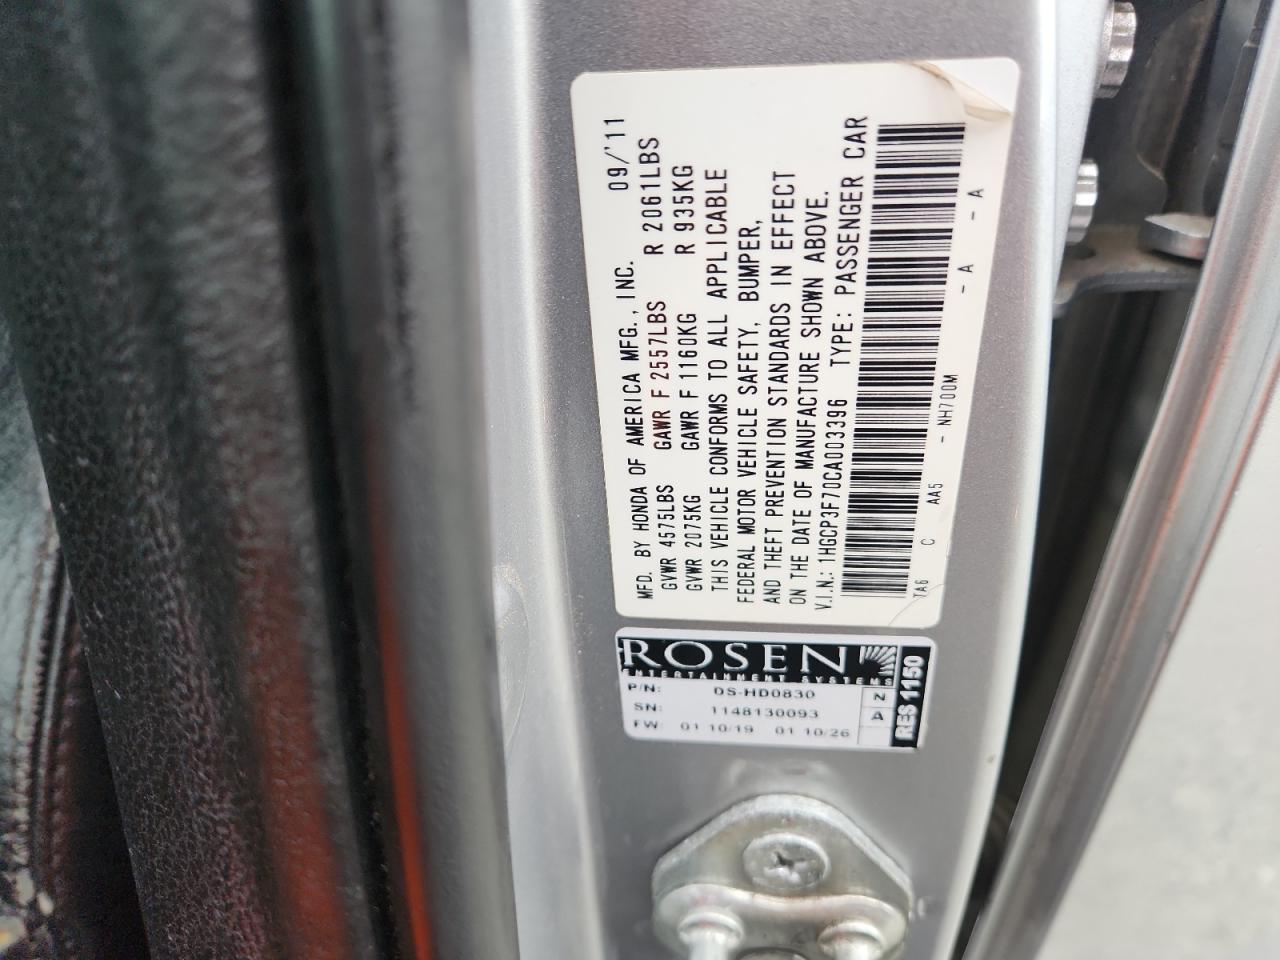 MFD. BY HONDA OF AMERICA MFG., INC. 09/'11
GVWR 4575LBS GAWR F 2557LBS R 2061LBS
GVWR 2075KG GAWR F 1160KG R 935KG
THIS VEHICLE CONFORMS TO ALL APPLICABLE
FEDERAL MOTOR VEHICLE SAFETY, BUMPER,
AND THEFT PREVENTION STANDARDS IN EFFECT
ON THE DATE OF MANUFACTURE SHOWN ABOVE.
V.I.N.: 1HGCP3F70CA003396 TYPE: PASSENGER CAR
TA6 C AA5 - NH700M - A - A
ROSEN
ENTERTAINMENT SYSTEMS
P/N: DS-HD0830
SN: 1148130093
FW: 01 10/19 01 10/26
N
A
RES 1150